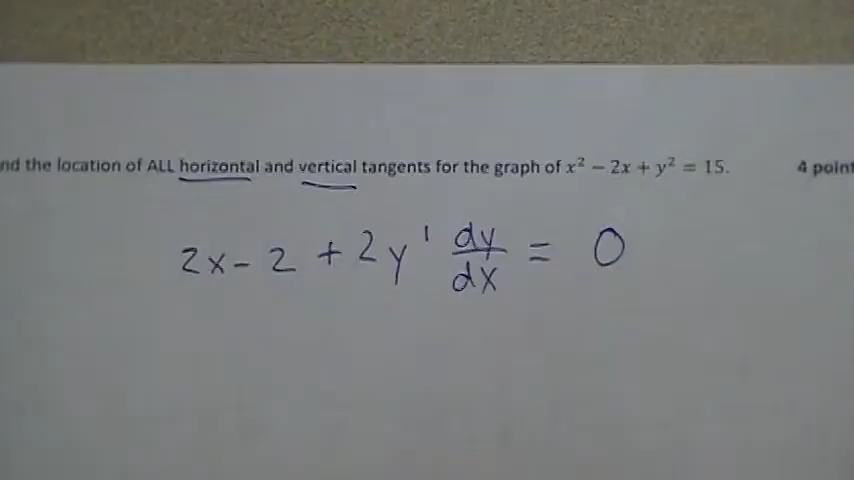 nd the location of ALL horizontal and vertical tangents for the graph of x² − 2x + y² = 15. 4 point
2x - 2 + 2y¹ dy/dx = 0